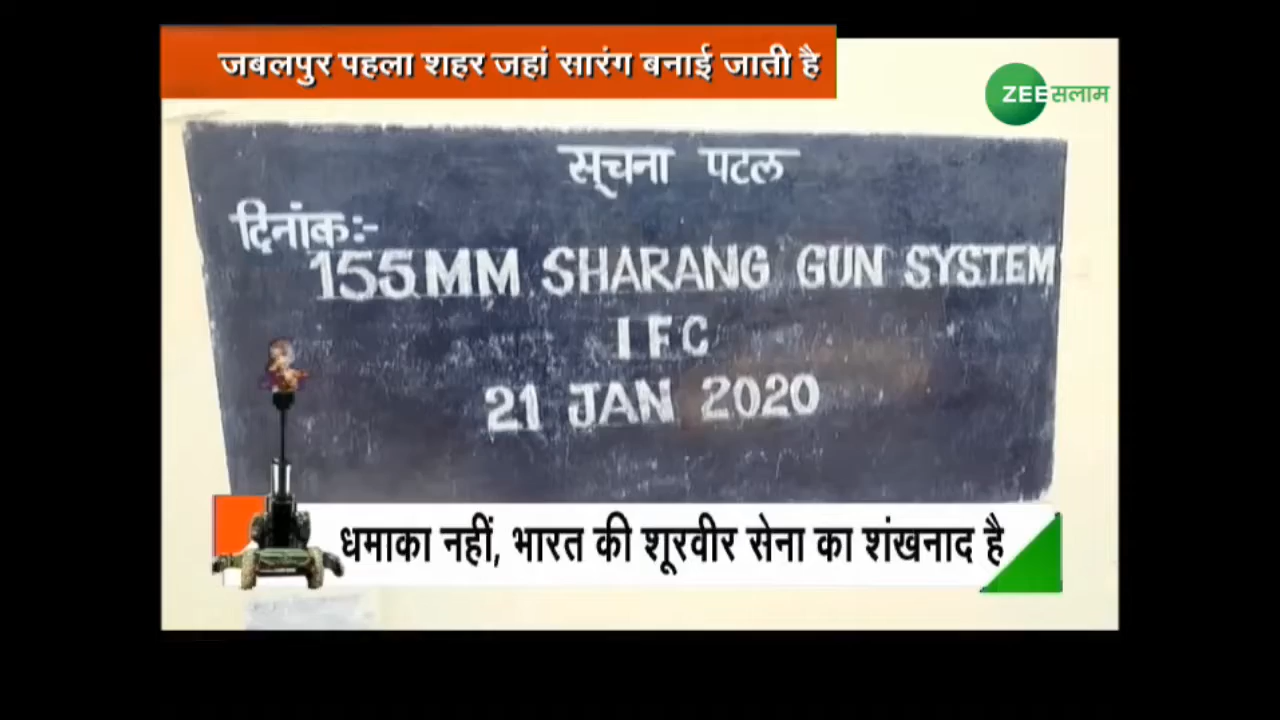 जबलपुर पहला शहर जहां सारंग बनाई जाती है
ZEE सलाम
सूचना पटल
दिनांक:-
155MM SHARANG GUN SYSTEM
IFC
21 JAN 2020
धमाका नहीं, भारत की शूरवीर सेना का शंखनाद है